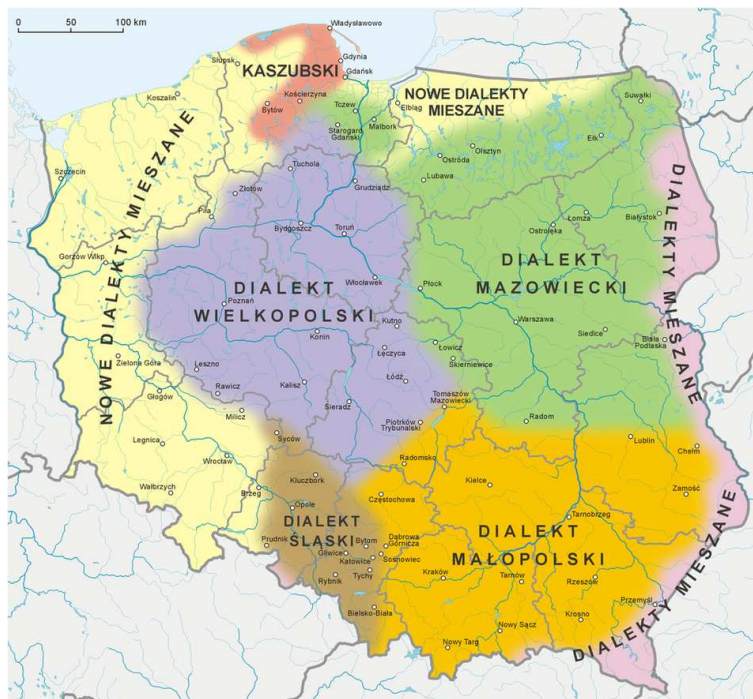 0 100 km
Władysławowo
Gdynia
Gdańsk
Słupsk
KASZUBSKI
Koszalin
Kościerzyna
Bytów
Tczew
Starogard
Gdański
Malbork
Elbląg
NOWE DIALEKTY
MIESZANE
Suwałki
Ełk
Olsztyn
Ostróda
Lubawa
Szczecin
NOWE DIALEKTY MIESZANE
Tuchola
Złotów
Piła
Grudziądz
Bydgoszcz
Toruń
Łomża
Ostrołęka
Białystok
DIALEKTY MIESZANE
Gorzów Wlkp.
DIALEKT
WIELKOPOLSKI
Włocławek
Płock
DIALEKT
MAZOWIECKI
Poznań
Konin
Kutno
Łęczyca
Łowicz
Skierniewice
Warszawa
Siedlce
Biała
Podlaska
Zielona Góra
Leszno
Rawicz
Kalisz
Łódź
Sieradz
Głogów
Milicz
Tomaszów
Mazowiecki
Piotrków
Trybunalski
Radom
Legnica
Syców
Wrocław
Radomsko
Lublin
Chełm
Wałbrzych
Brzeg
Kluczbork
Opole
Częstochowa
Kielce
Zamość
DIALEKT
ŚLĄSKI
Prudnik
Bytom
Gliwice
Katowice
Dąbrowa
Górnicza
Sosnowiec
Tychy
Rybnik
DIALEKT
MAŁOPOLSKI
Tarnobrzeg
Kraków
Tarnów
Rzeszów
Przemyśl
Bielsko-Biała
Nowy Sącz
Nowy Targ
Krosno
DIALEKTY MIESZANE